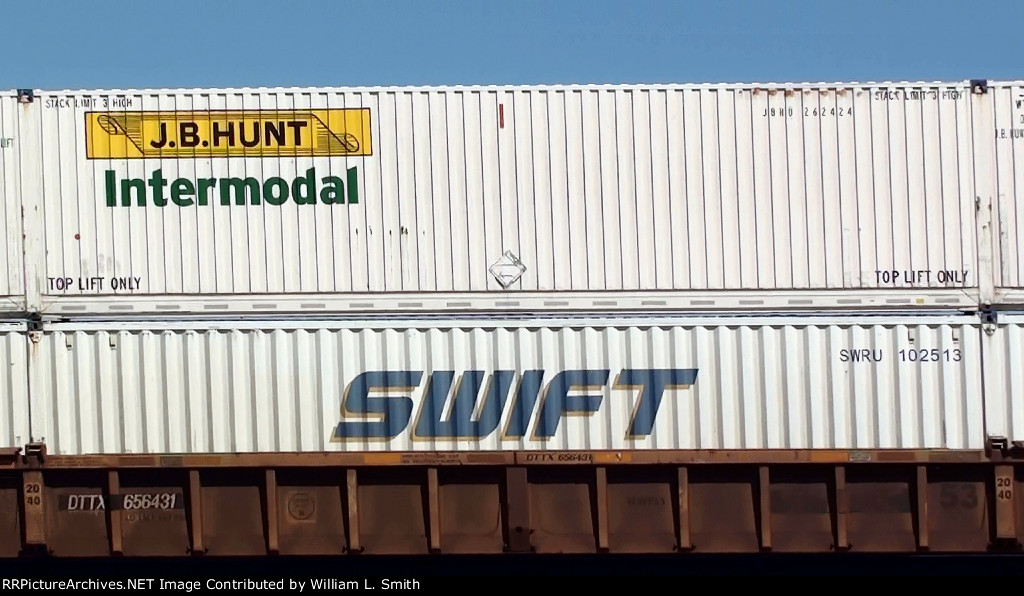 STACK LIMIT 3 HIGH
STACK LIMIT 3 HIGH
J.B.HUNT
JBHU 262424
Intermodal
TOP LIFT ONLY
TOP LIFT ONLY
SWRU 102513
SWIFT
DTTX 656431
20
40
DTTX 656431
53
20
40
RRPictureArchives.NET Image Contributed by William L. Smith